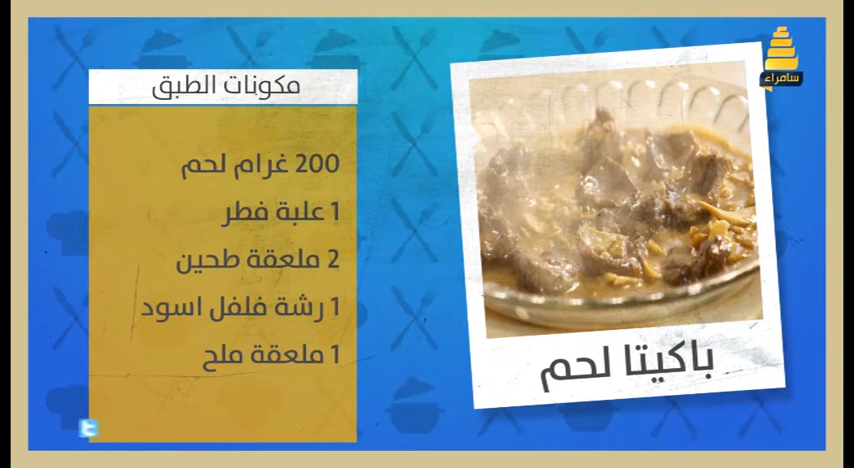 سامراء
مكونات الطبق
200 غرام لحم
1 علبة فطر
2 ملعقة طحين
1 رشة فلفل اسود
1 ملعقة ملح
باكيتا لحم